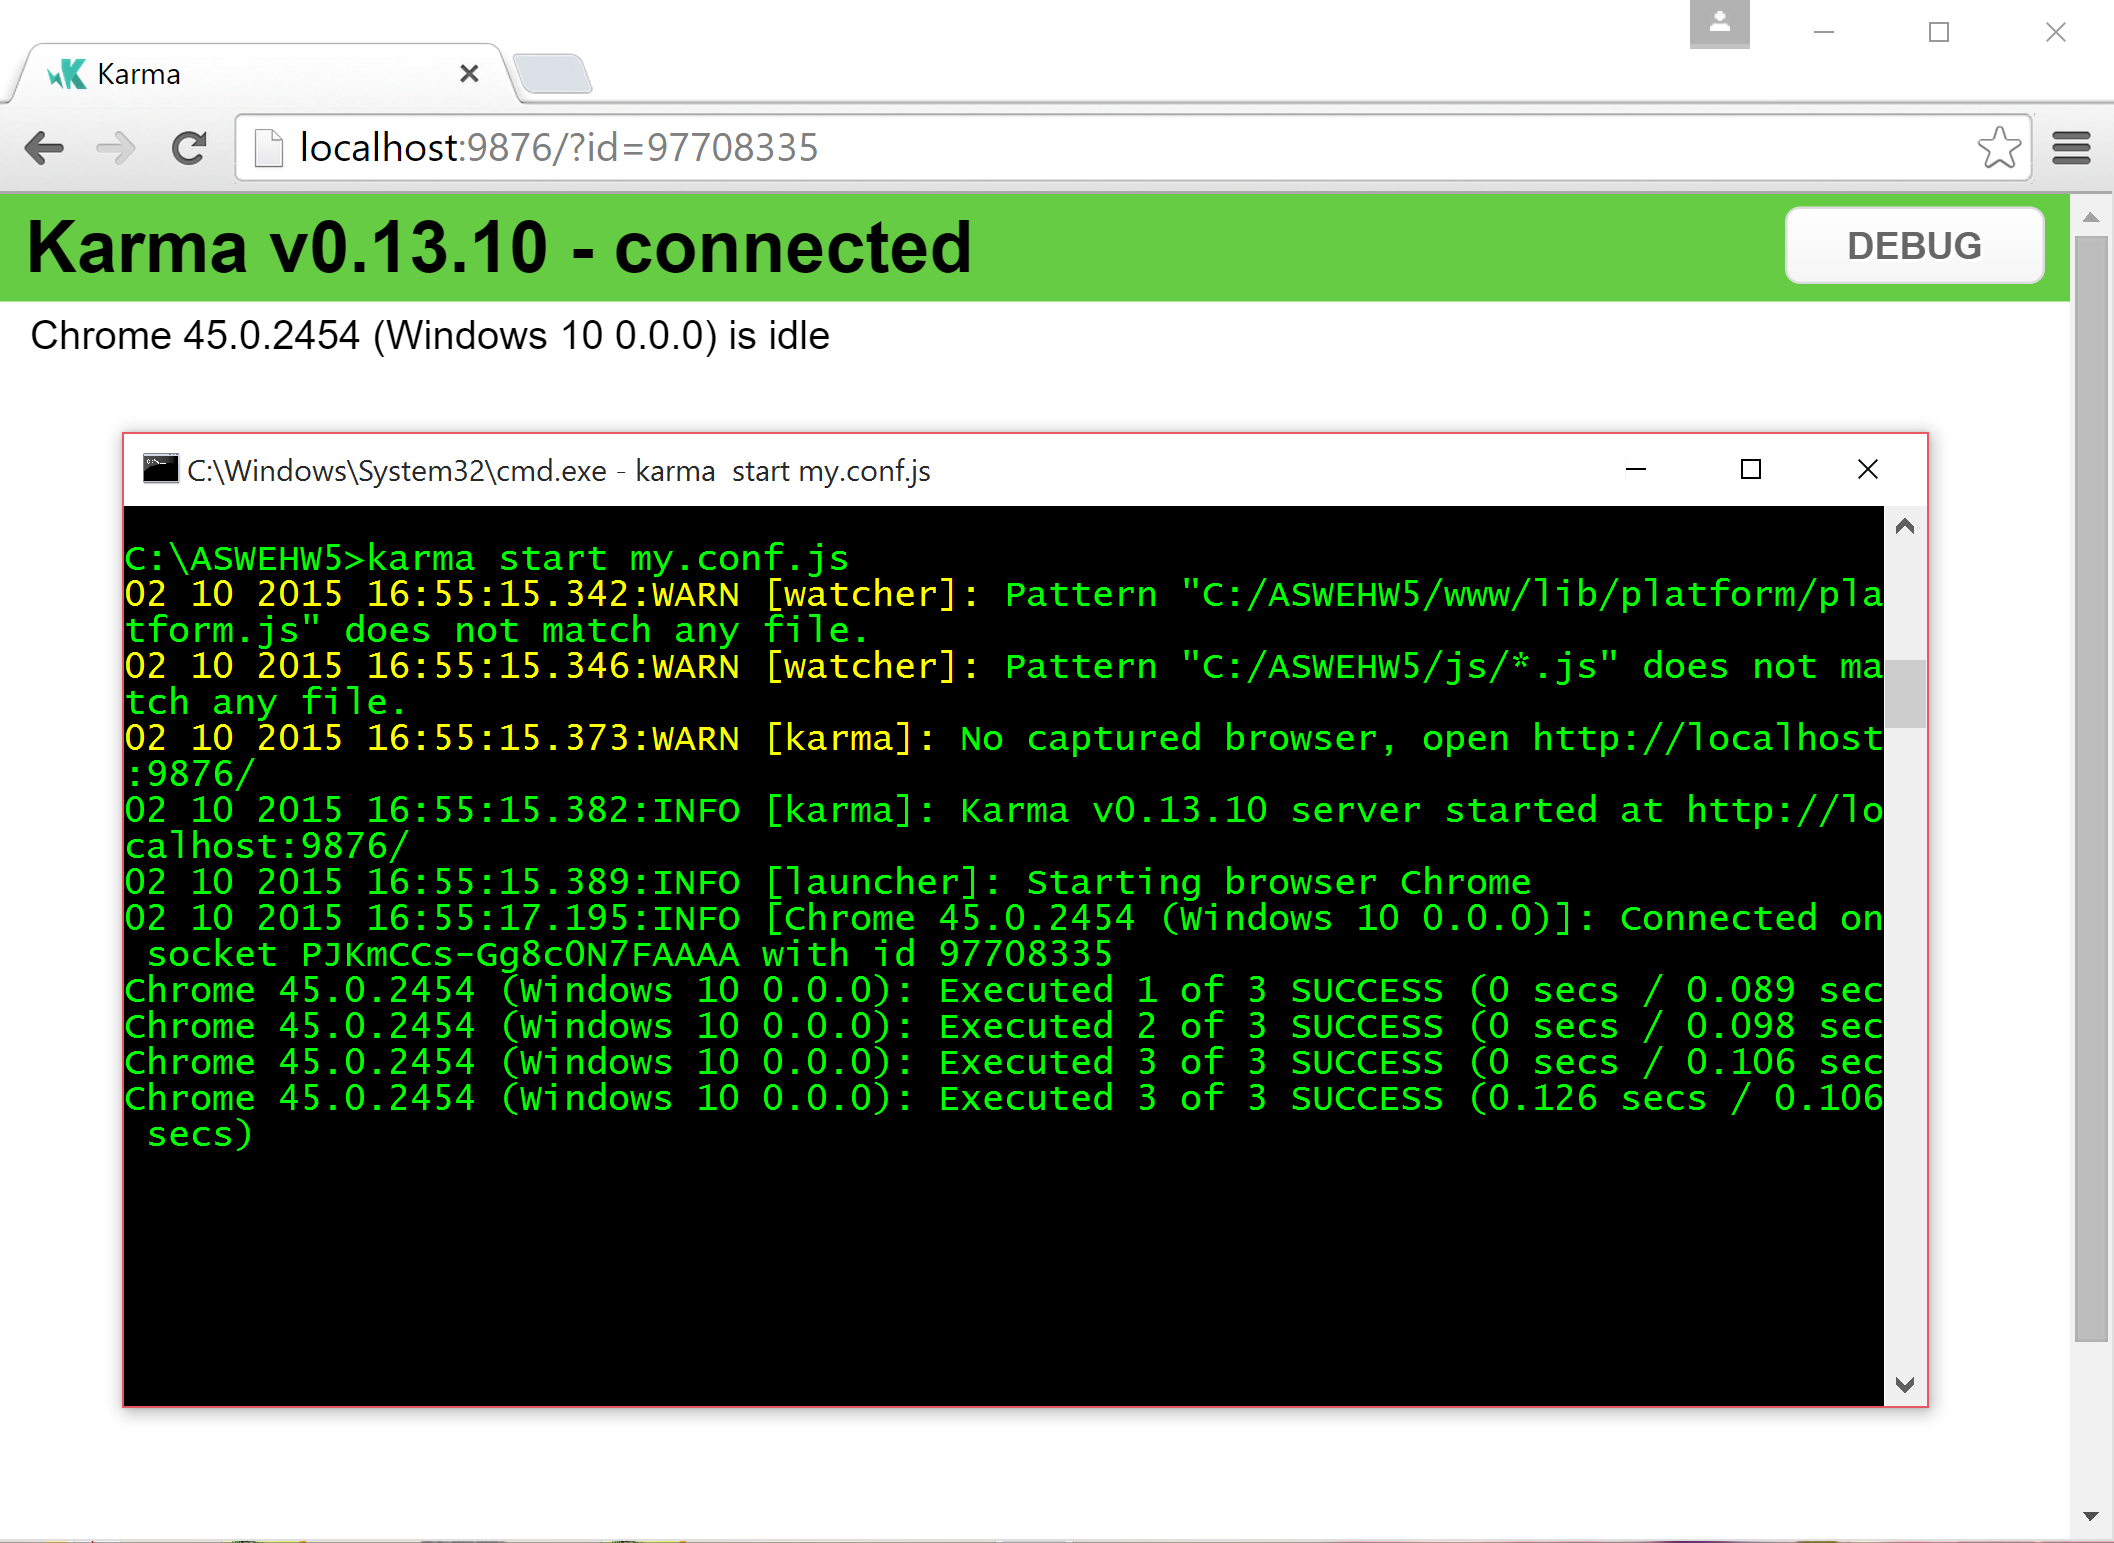 Karma
localhost:9876/?id=97708335
Karma v0.13.10 - connected
DEBUG
Chrome 45.0.2454 (Windows 10 0.0.0) is idle
C:\Windows\System32\cmd.exe - karma  start my.conf.js
C:\ASWEHW5>karma start my.conf.js
02 10 2015 16:55:15.342:WARN [watcher]: Pattern "C:/ASWEHW5/www/lib/platform/pla
tform.js" does not match any file.
02 10 2015 16:55:15.346:WARN [watcher]: Pattern "C:/ASWEHW5/js/*.js" does not ma
tch any file.
02 10 2015 16:55:15.373:WARN [karma]: No captured browser, open http://localhost
:9876/
02 10 2015 16:55:15.382:INFO [karma]: Karma v0.13.10 server started at http://lo
calhost:9876/
02 10 2015 16:55:15.389:INFO [launcher]: Starting browser Chrome
02 10 2015 16:55:17.195:INFO [Chrome 45.0.2454 (Windows 10 0.0.0)]: Connected on
 socket PJKmCCs-Gg8cON7FAAAA with id 97708335
Chrome 45.0.2454 (Windows 10 0.0.0): Executed 1 of 3 SUCCESS (0 secs / 0.089 sec
Chrome 45.0.2454 (Windows 10 0.0.0): Executed 2 of 3 SUCCESS (0 secs / 0.098 sec
Chrome 45.0.2454 (Windows 10 0.0.0): Executed 3 of 3 SUCCESS (0 secs / 0.106 sec
Chrome 45.0.2454 (Windows 10 0.0.0): Executed 3 of 3 SUCCESS (0.126 secs / 0.106
 secs)